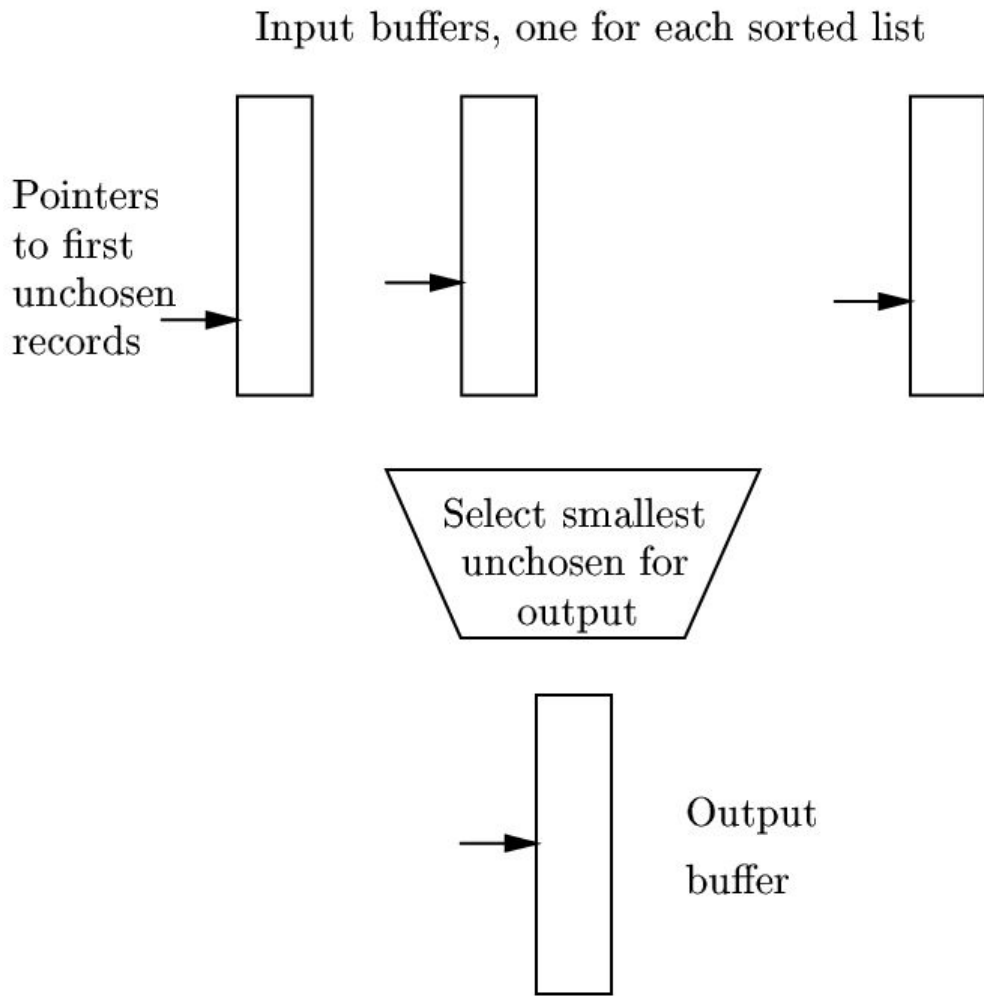 Input buffers, one for each sorted list
Pointers
to first
unchosen
records
Select smallest
unchosen for
output
Output
buffer